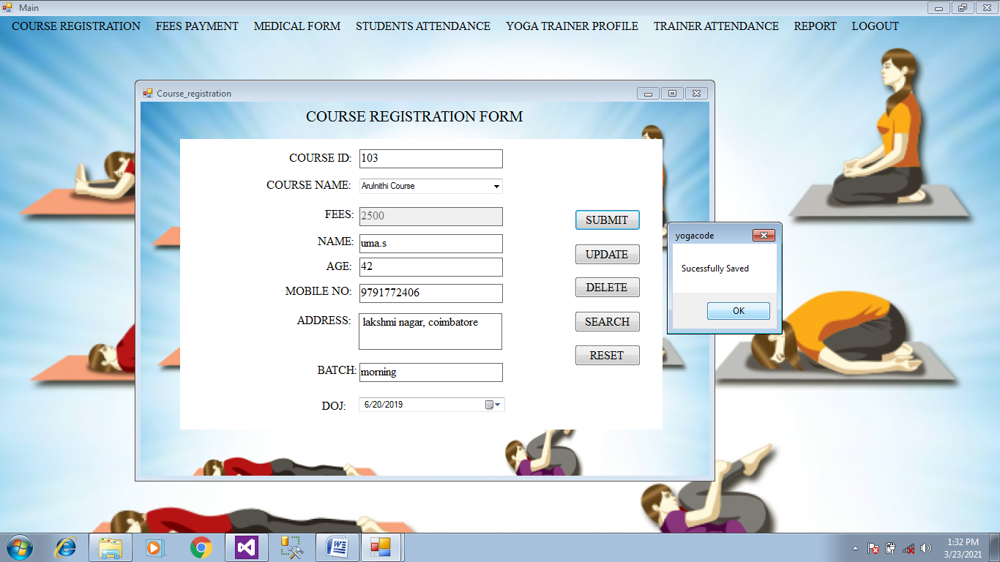 Main
COURSE REGISTRATION FEES PAYMENT MEDICAL FORM STUDENTS ATTENDANCE YOGA TRAINER PROFILE TRAINER ATTENDANCE REPORT LOGOUT
Course_registration
COURSE REGISTRATION FORM
COURSE ID: 103
COURSE NAME: Arulnithi Course
FEES: 2500
NAME: uma.s
AGE: 42
MOBILE NO: 9791772406
ADDRESS: lakshmi nagar, coimbatore
BATCH: morning
DOJ: 6/20/2019
SUBMIT
UPDATE
DELETE
SEARCH
RESET
yogacode
Sucessfully Saved
OK
1:32 PM
3/23/2021